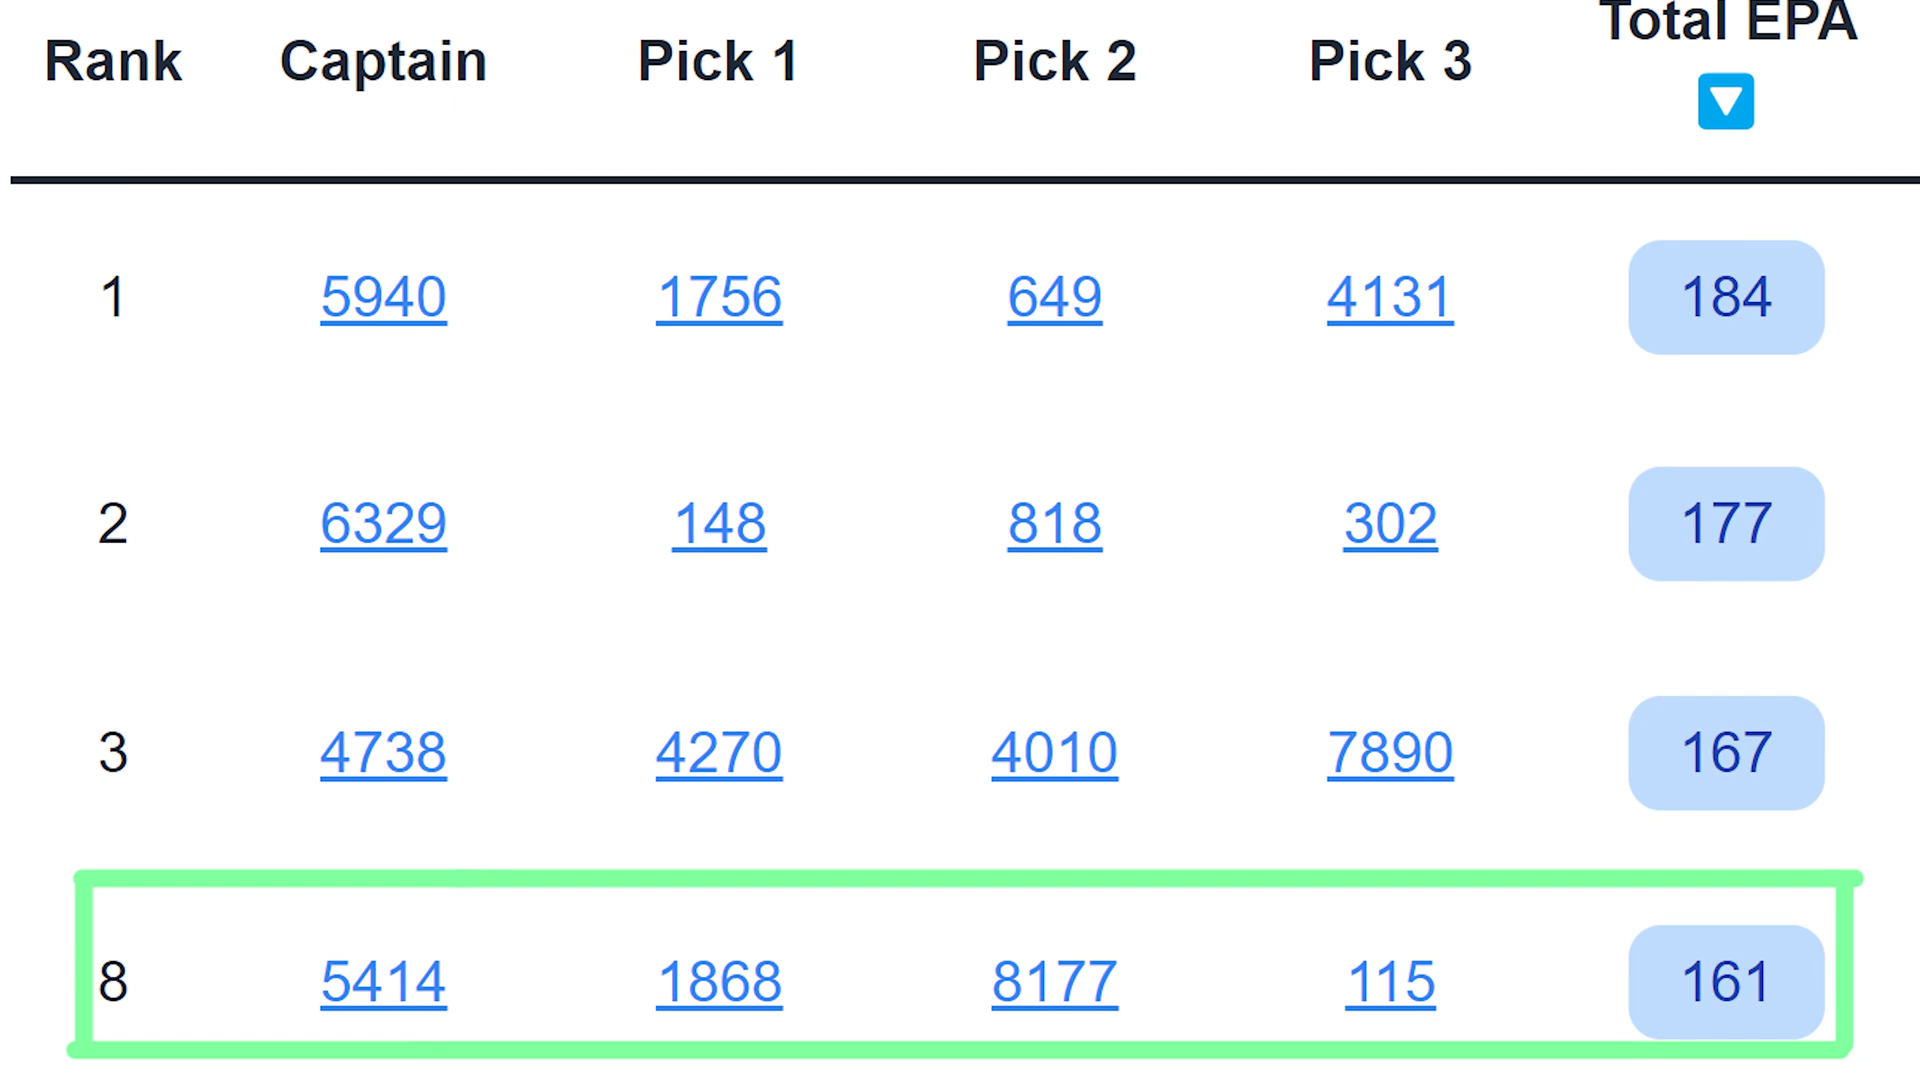 Rank Captain Pick 1 Pick 2 Pick 3 Total EPA
1 5940 1756 649 4131 184
2 6329 148 818 302 177
3 4738 4270 4010 7890 167
8 5414 1868 8177 115 161